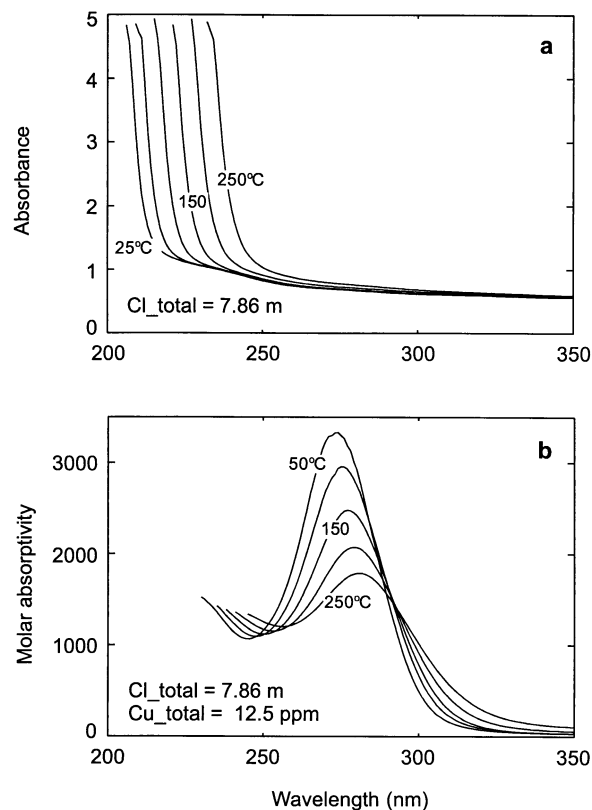 5
a
4
Absorbance
3
250ºC
2
150
25ºC
1
Cl_total = 7.86 m
0
200
250
300
350
b
3000
50ºC
Molar absorptivity
2000
150
250ºC
1000
Cl_total = 7.86 m
Cu_total = 12.5 ppm
0
200
250
300
350
Wavelength (nm)